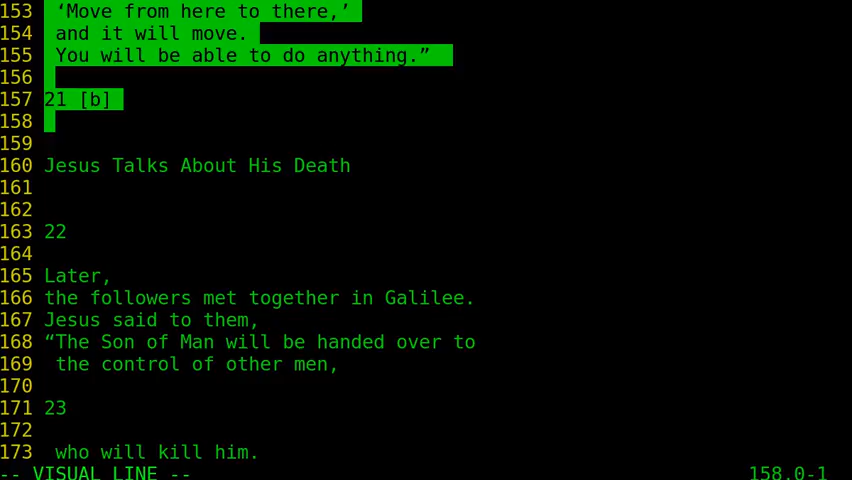 153  ‘Move from here to there,’
154  and it will move.
155  You will be able to do anything.”
156
157 21 [b]
158
159
160 Jesus Talks About His Death
161
162
163 22
164
165 Later,
166 the followers met together in Galilee.
167 Jesus said to them,
168 “The Son of Man will be handed over to
169  the control of other men,
170
171 23
172
173  who will kill him.
-- VISUAL LINE -- 158,0-1